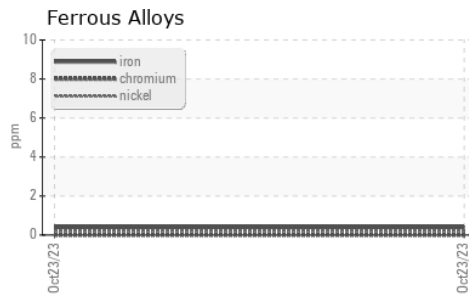 Ferrous Alloys
10
8
6
4
2
0
ppm
iron
chromium
nickel
Oct23/23
Oct23/23